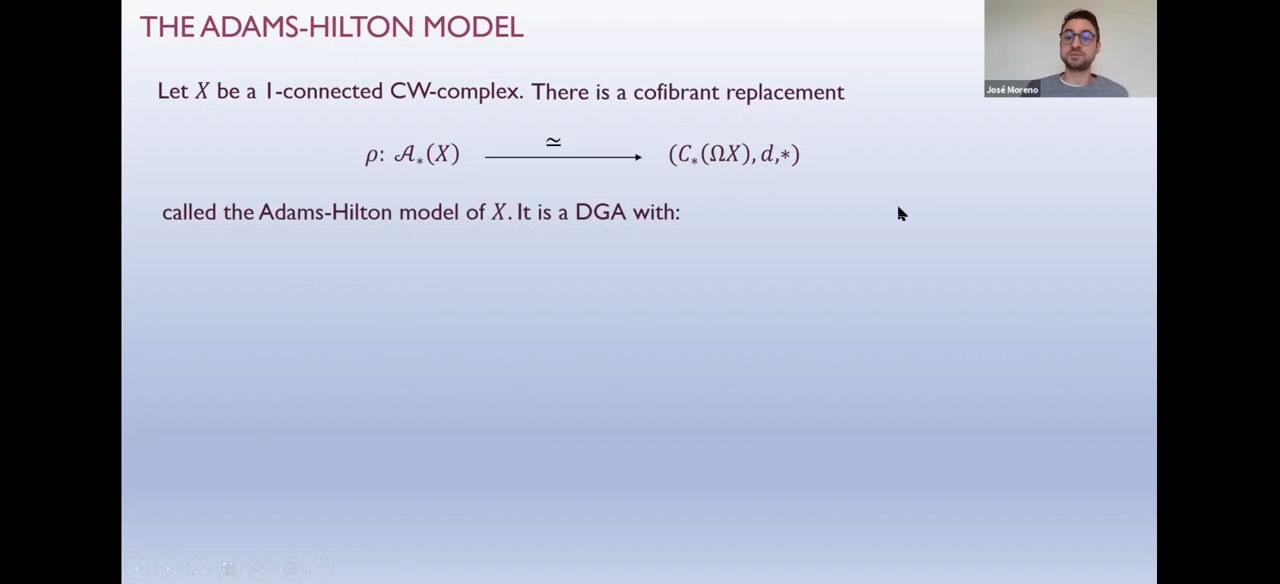 THE ADAMS-HILTON MODEL
José Moreno
Let X be a 1-connected CW-complex. There is a cofibrant replacement
≃
ρ: 𝒜∗(X) ⟶ (C∗(ΩX), d,∗)
called the Adams-Hilton model of X. It is a DGA with: